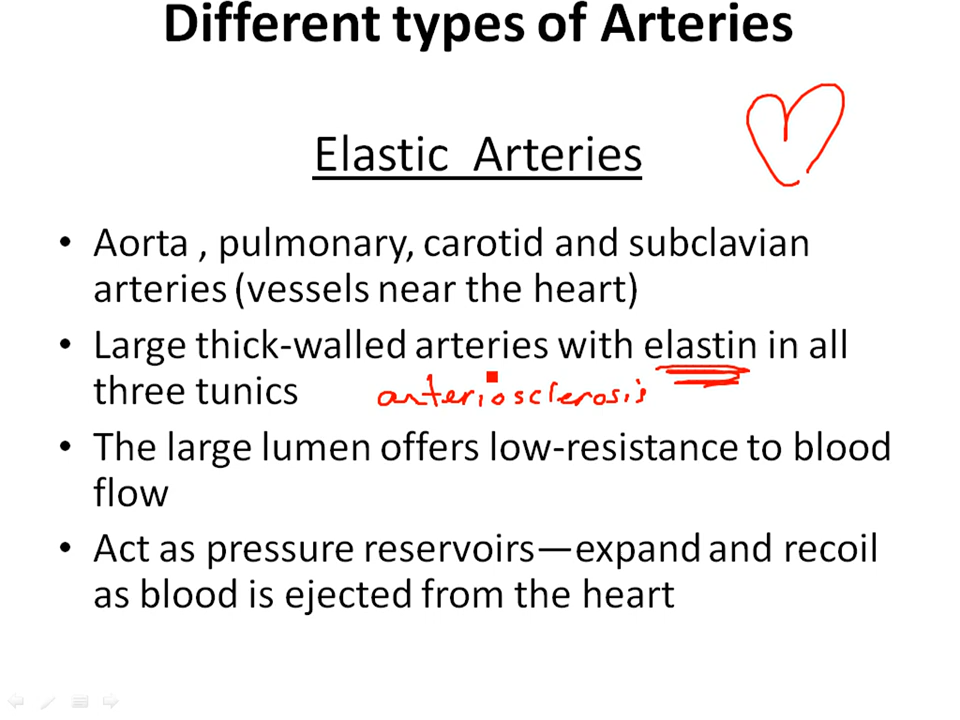 Different types of Arteries
Elastic Arteries
• Aorta , pulmonary, carotid and subclavian
arteries (vessels near the heart)
• Large thick-walled arteries with elastin in all
three tunics
anteriosclerosis
• The large lumen offers low-resistance to blood
flow
• Act as pressure reservoirs—expand and recoil
as blood is ejected from the heart